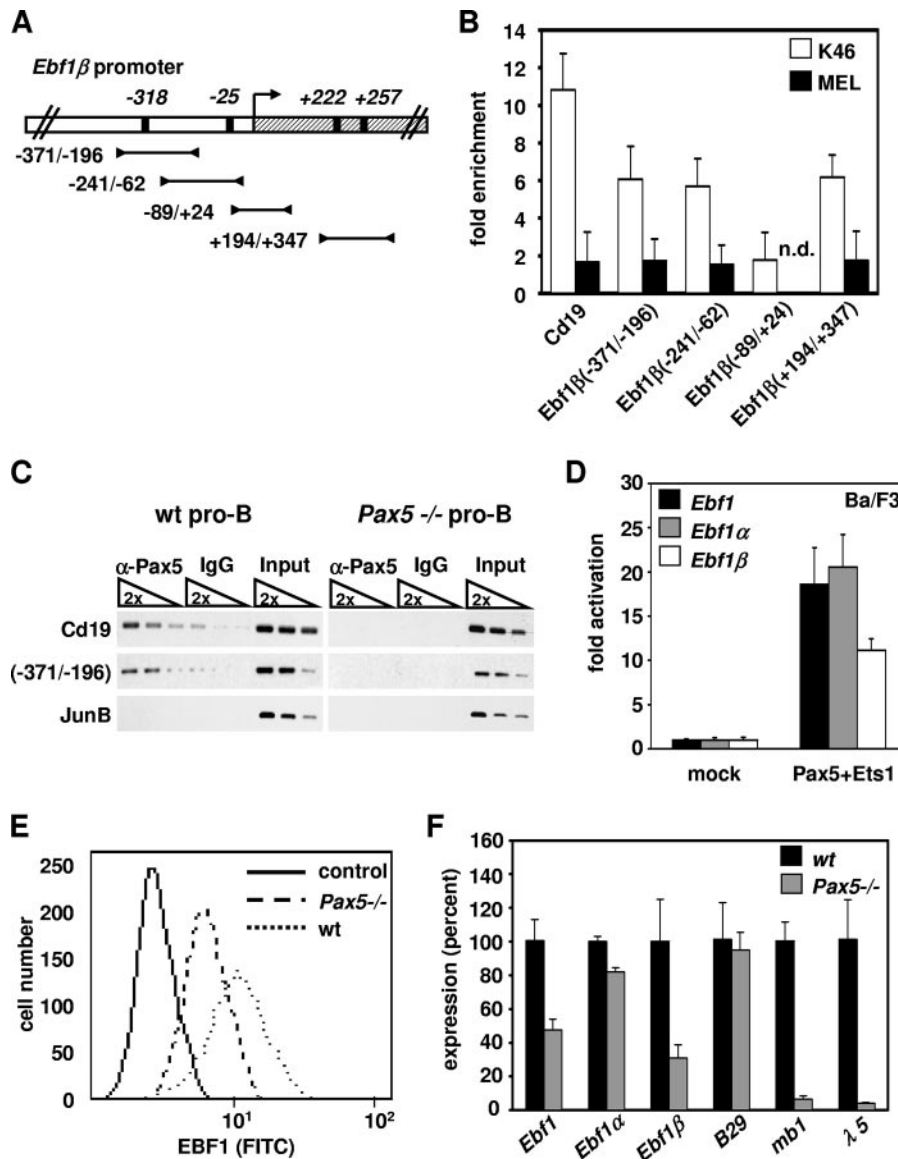 A
Ebf1β promoter
-318 -25 +222 +257
-371/-196
-241/-62
-89/+24
+194/+347
B
fold enrichment
14
12
10
8
6
4
2
0
K46
MEL
n.d.
Cd19
Ebf1β(-371/-196)
Ebf1β(-241/-62)
Ebf1β(-89/+24)
Ebf1β(+194/+347)
C
wt pro-B Pax5 -/- pro-B
α-Pax5 IgG Input α-Pax5 IgG Input
2x 2x 2x 2x 2x 2x
Cd19
(-371/-196)
JunB
D
fold activation
30
25
20
15
10
5
0
Ebf1
Ebf1α
Ebf1β
Ba/F3
mock Pax5+Ets1
E
cell number
250
200
150
100
50
0
control
Pax5-/-
wt
10¹ 10²
EBF1 (FITC)
F
expression (percent)
160
140
120
100
80
60
40
20
0
wt
Pax5-/-
Ebf1 Ebf1α Ebf1β B29 mb1 λ5